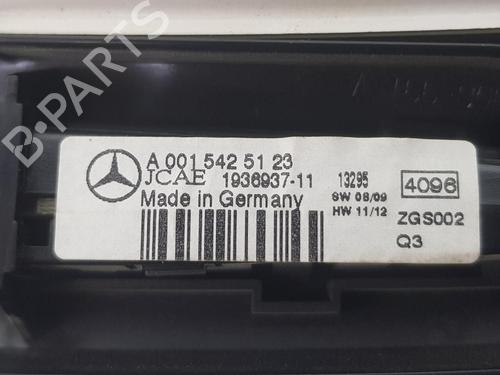 B-PARTS
A 001 542 51 23
JCAE 1936937-11 13295 4096
Made in Germany SW 08/09
HW 11/12 ZGS002
Q3